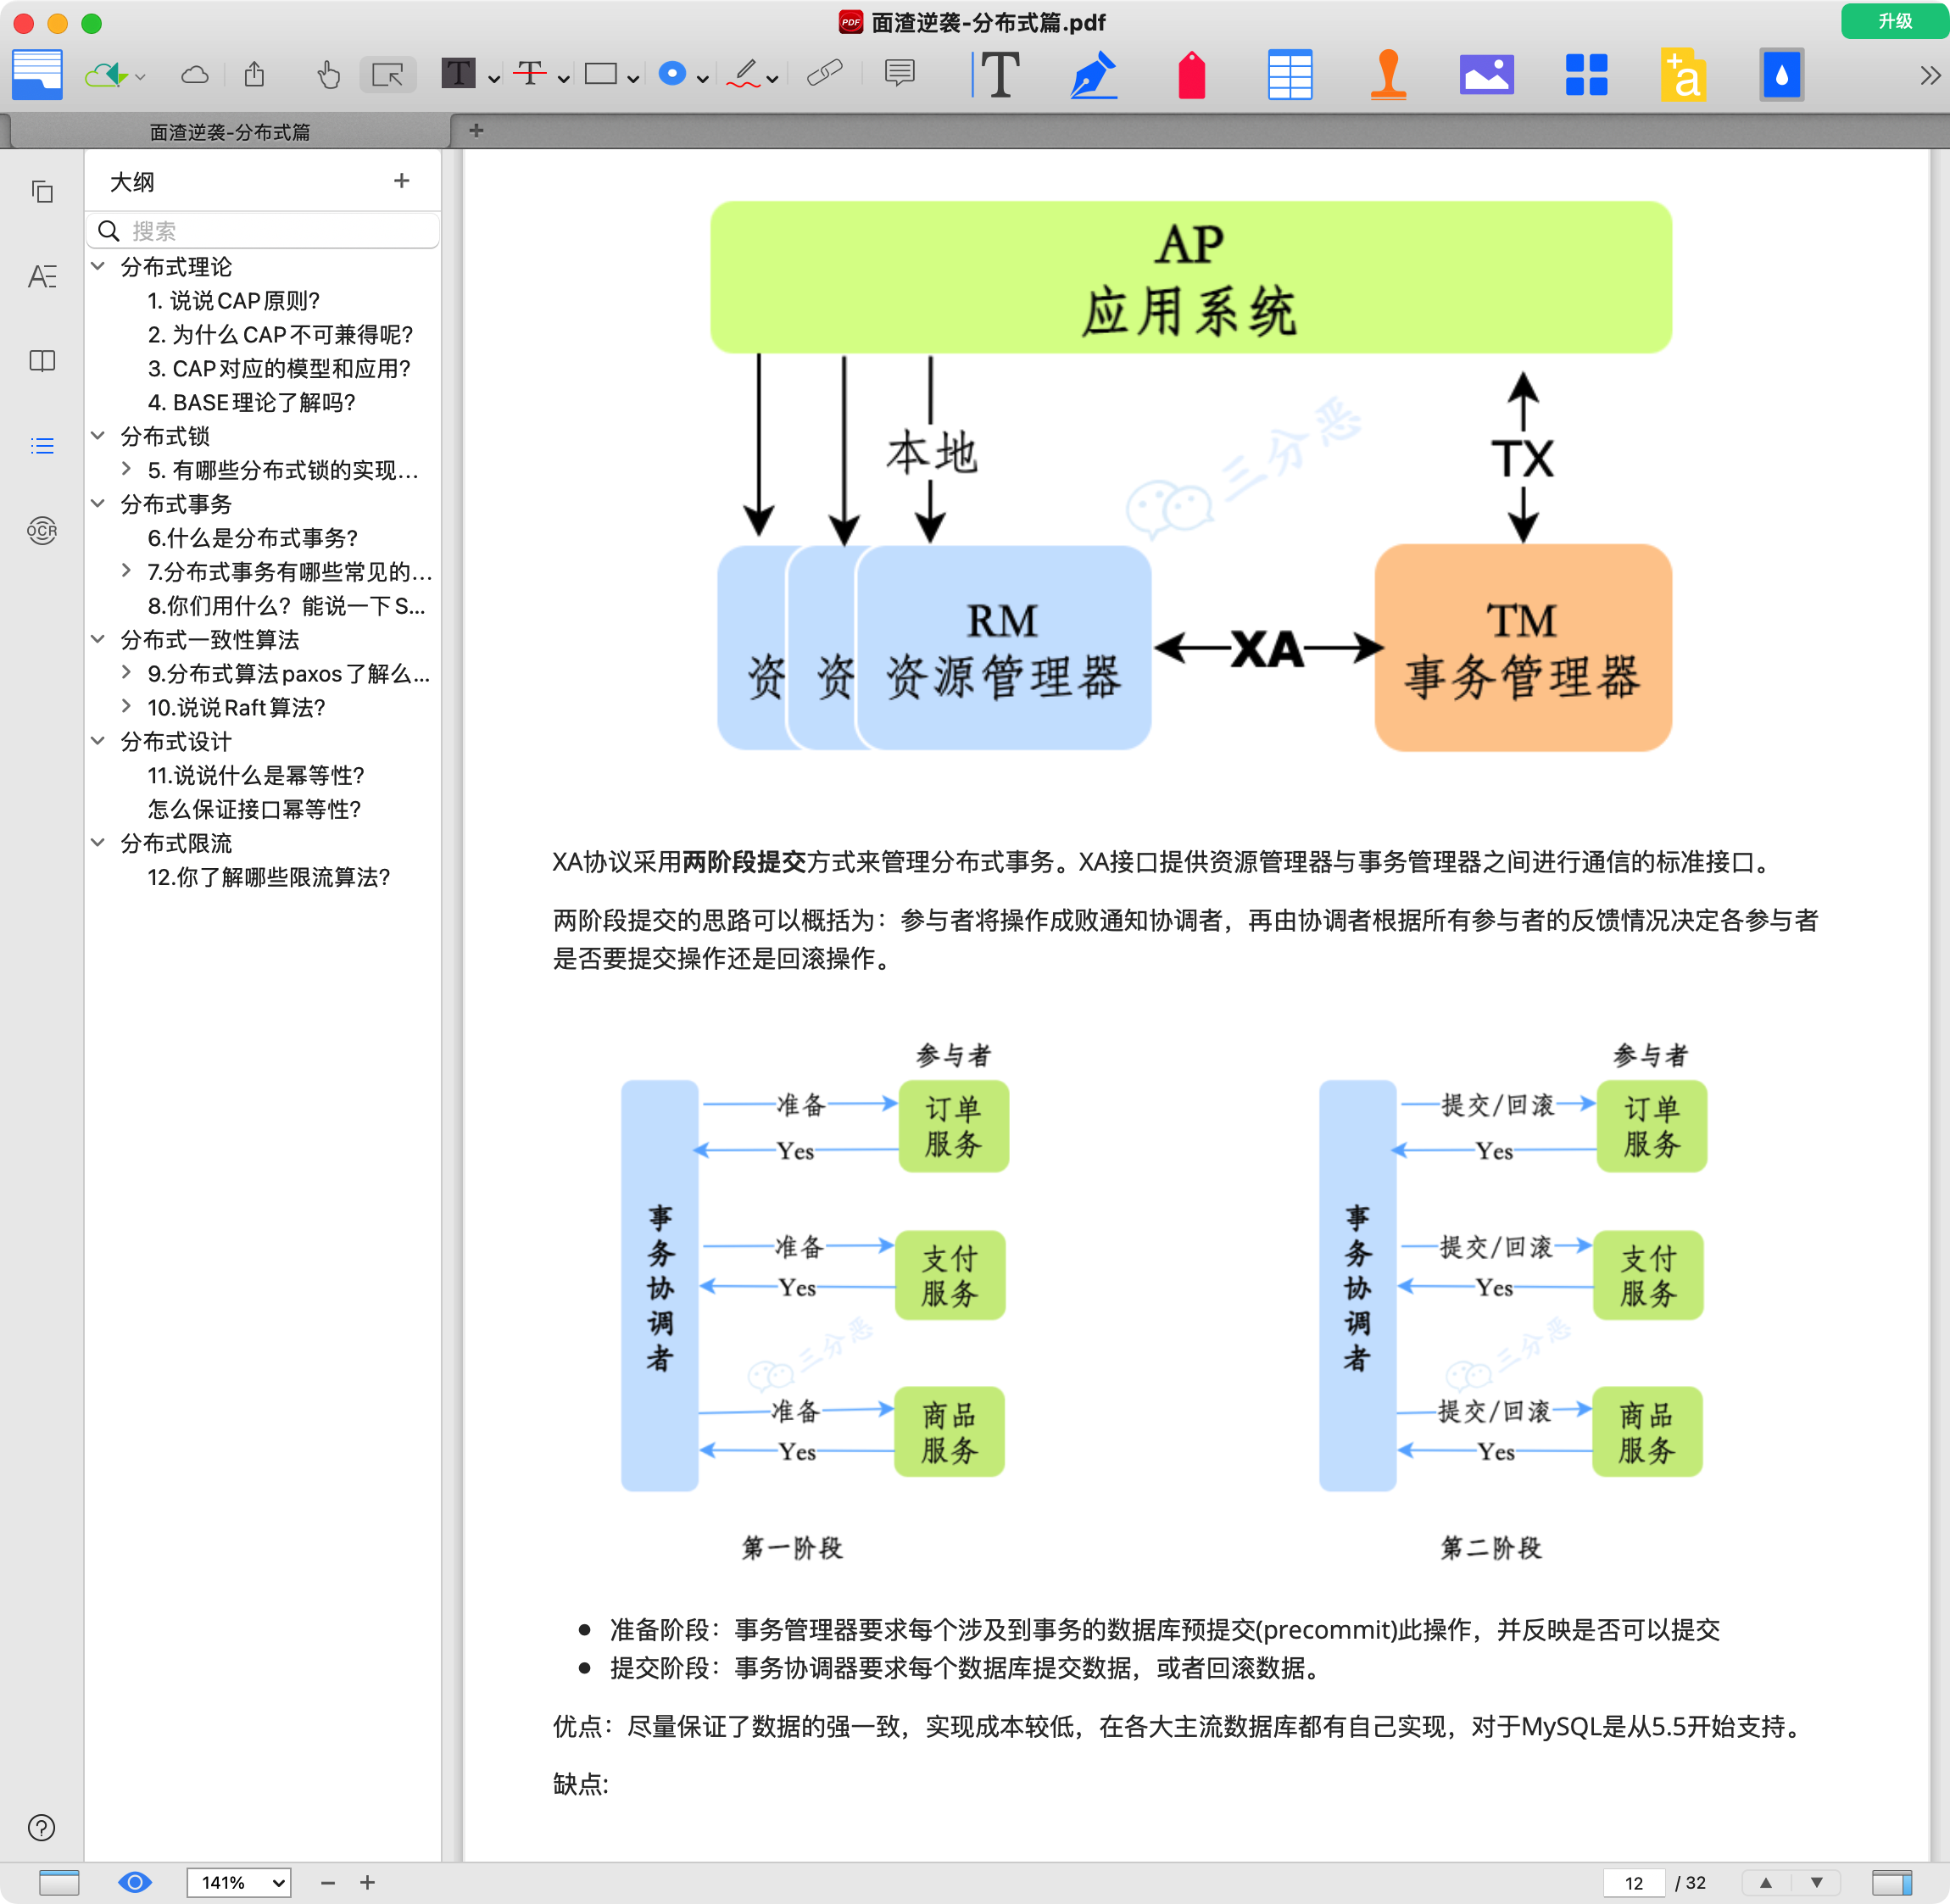 面渣逆袭-分布式篇.pdf
升级
面渣逆袭-分布式篇
大纲
搜索
分布式理论
1. 说说CAP原则?
2. 为什么CAP不可兼得呢?
3. CAP对应的模型和应用?
4. BASE理论了解吗?
分布式锁
5. 有哪些分布式锁的实现...
分布式事务
6.什么是分布式事务?
7.分布式事务有哪些常见的...
8.你们用什么？能说一下S...
分布式一致性算法
9.分布式算法paxos了解么...
10.说说Raft算法?
分布式设计
11.说说什么是幂等性?
怎么保证接口幂等性?
分布式限流
12.你了解哪些限流算法?
OCR
AP
应用系统
本地
TX
三分恶
资
资
RM
资源管理器
XA
TM
事务管理器
XA协议采用两阶段提交方式来管理分布式事务。XA接口提供资源管理器与事务管理器之间进行通信的标准接口。
两阶段提交的思路可以概括为：参与者将操作成败通知协调者，再由协调者根据所有参与者的反馈情况决定各参与者
是否要提交操作还是回滚操作。
参与者
事务协调者
准备
Yes
订单
服务
准备
Yes
支付
服务
三分恶
准备
Yes
商品
服务
第一阶段
参与者
事务协调者
提交/回滚
Yes
订单
服务
提交/回滚
Yes
支付
服务
三分恶
提交/回滚
Yes
商品
服务
第二阶段
● 准备阶段：事务管理器要求每个涉及到事务的数据库预提交(precommit)此操作，并反映是否可以提交
● 提交阶段：事务协调器要求每个数据库提交数据，或者回滚数据。
优点：尽量保证了数据的强一致，实现成本较低，在各大主流数据库都有自己实现，对于MySQL是从5.5开始支持。
缺点:
141%
12 / 32